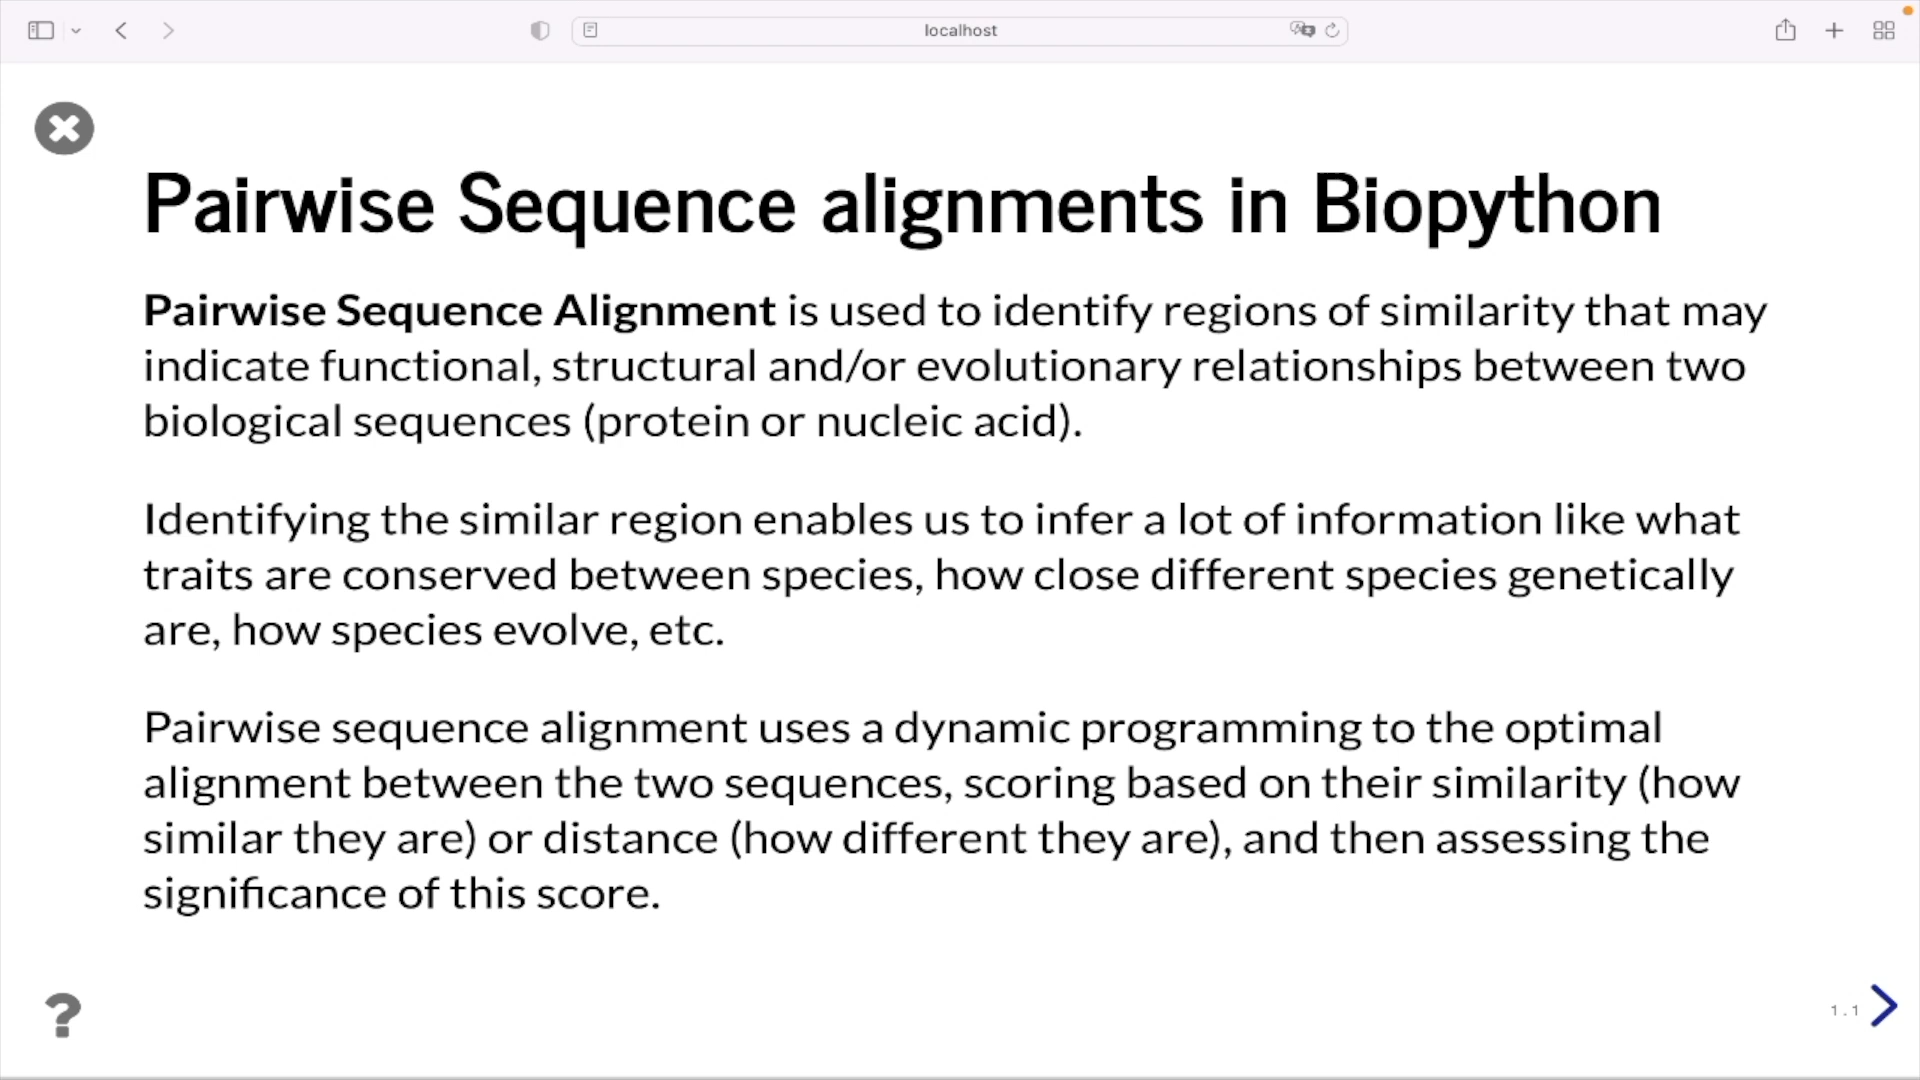 localhost
Pairwise Sequence alignments in Biopython
Pairwise Sequence Alignment is used to identify regions of similarity that may
indicate functional, structural and/or evolutionary relationships between two
biological sequences (protein or nucleic acid).
Identifying the similar region enables us to infer a lot of information like what
traits are conserved between species, how close different species genetically
are, how species evolve, etc.
Pairwise sequence alignment uses a dynamic programming to the optimal
alignment between the two sequences, scoring based on their similarity (how
similar they are) or distance (how different they are), and then assessing the
significance of this score.
?
1.1